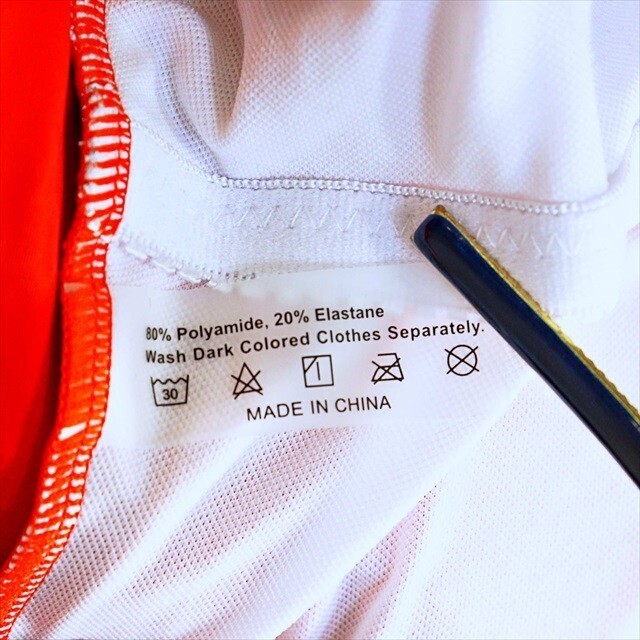 80% Polyamide, 20% Elastane
Wash Dark Colored Clothes Separately.
30
MADE IN CHINA